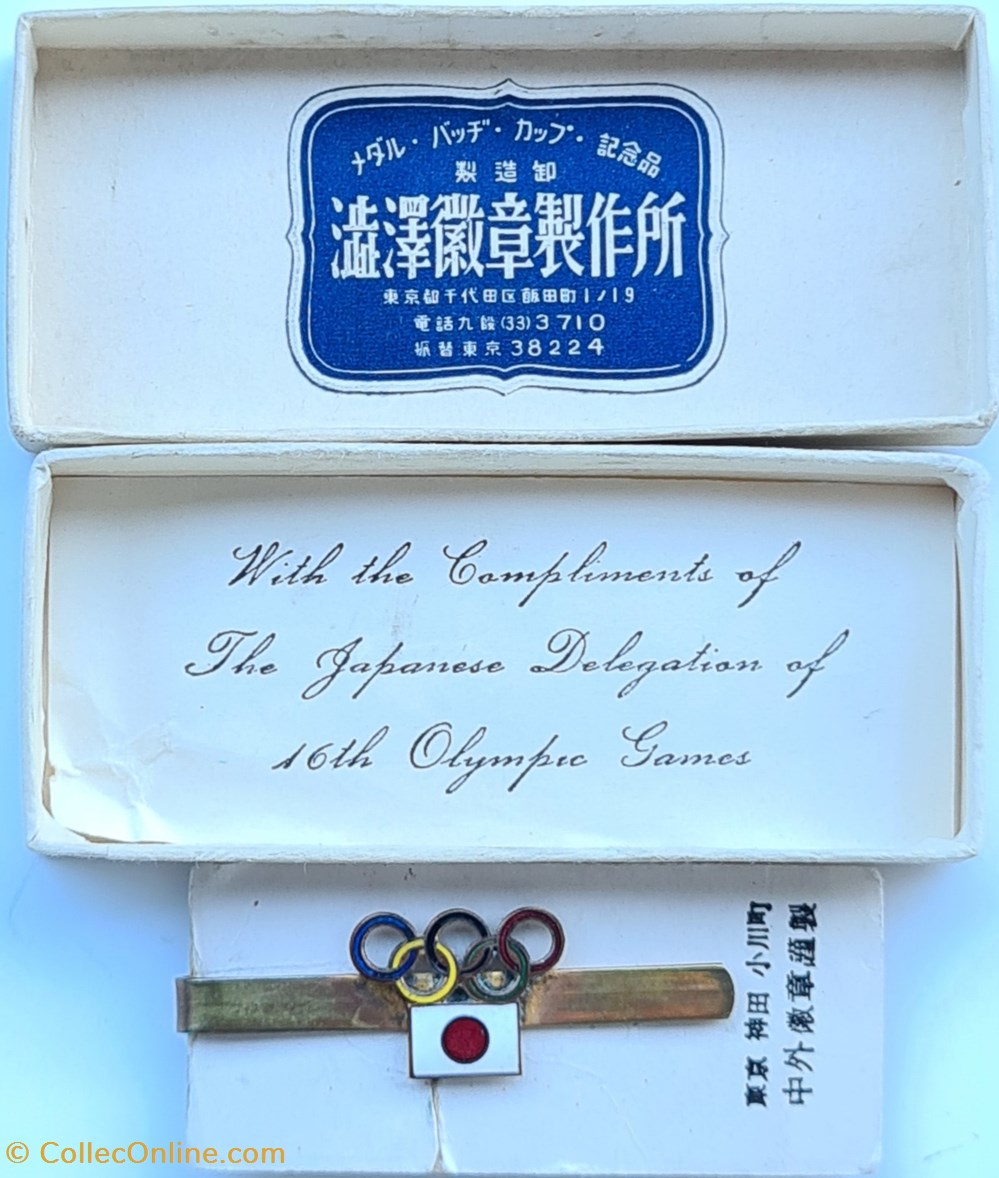 メダル・バッヂ・カップ・記念品
製造卸
澁澤徽章製作所
東京都千代田区飯田町1ノ19
電話九段(33)3710
振替東京38224
With the Compliments of
The Japanese Delegation of
16th Olympic Games
東京 神田 小川町
中外徽章謹製
© CollecOnline.com